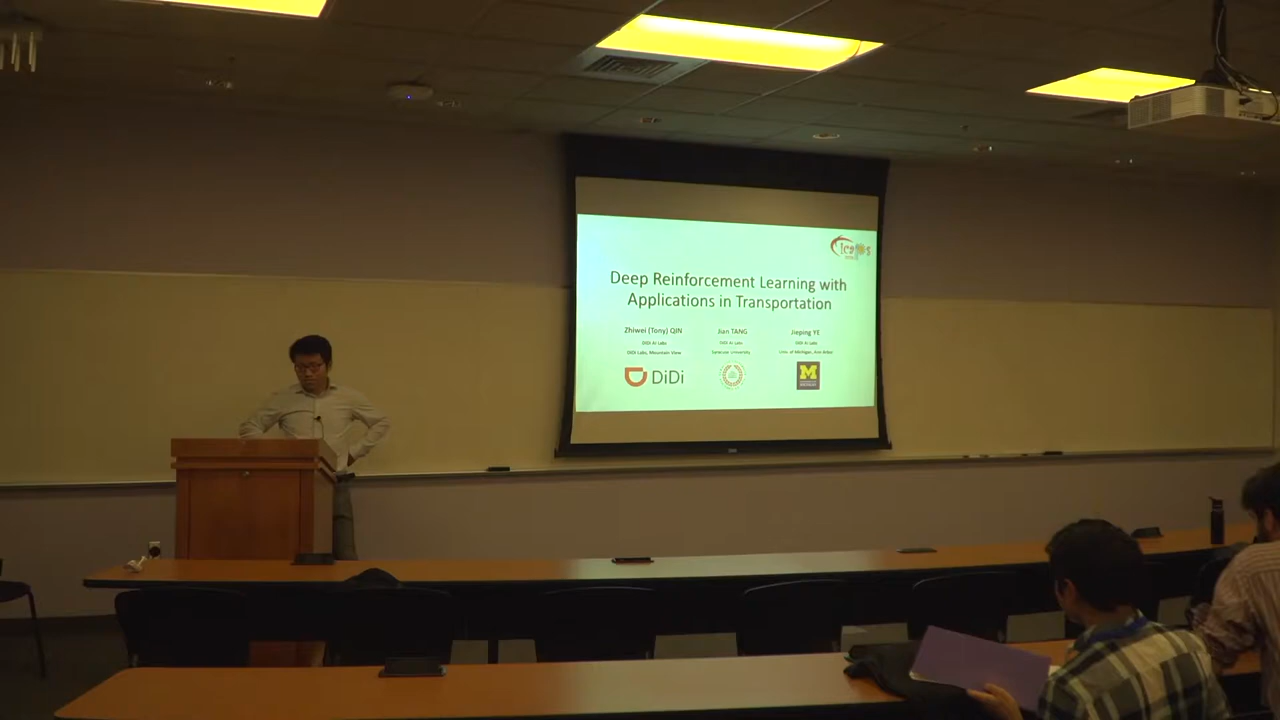 icaps
Deep Reinforcement Learning with
Applications in Transportation
Zhiwei (Tony) QIN
DiDi AI Labs
DiDi Labs, Mountain View
DiDi
Jian TANG
DiDi AI Labs
Syracuse University
Jieping YE
DiDi AI Labs
Univ. of Michigan, Ann Arbor
M